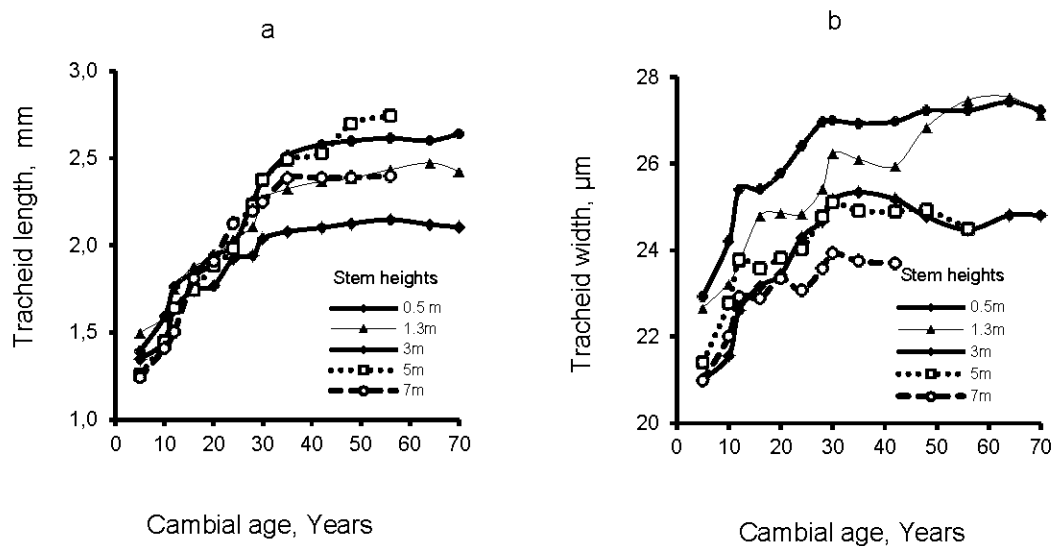 a
Tracheid length, mm
3,0
2,5
2,0
1,5
1,0
0 10 20 30 40 50 60 70
Cambial age, Years
Stem heights
0.5 m
1.3m
3m
5m
7m
b
Tracheid width, µm
28
26
24
22
20
0 10 20 30 40 50 60 70
Cambial age, Years
Stem heights
0.5m
1.3m
3m
5m
7m